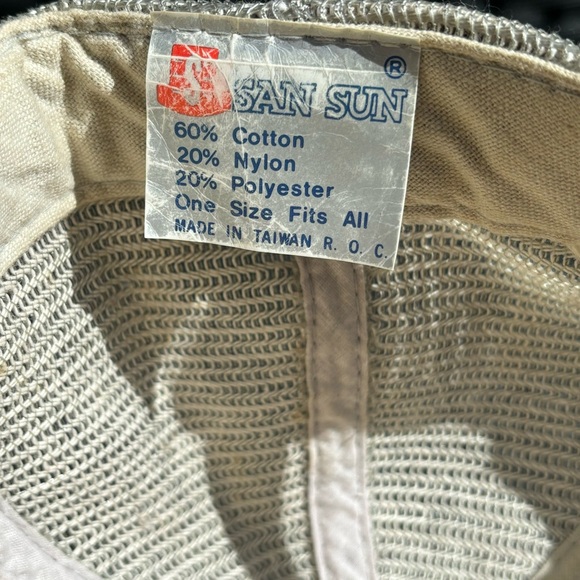 SAN SUN ®
60% Cotton
20% Nylon
20% Polyester
One Size Fits All
MADE IN TAIWAN R. O. C.